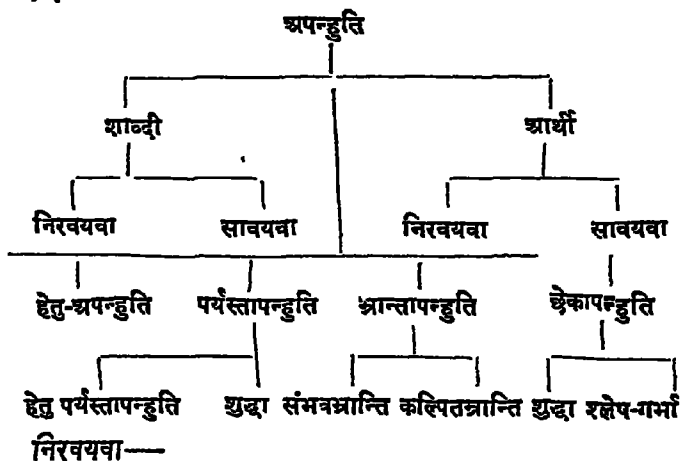 अपन्हुति
शाब्दी आर्थी
निरवयवा सावयवा निरवयवा सावयवा
हेतु-अपन्हुति पर्यस्तापन्हुति भ्रान्तापन्हुति छेकापन्हुति
हेतु पर्यस्तापन्हुति शुद्धा संभवभ्रान्ति कल्पितभ्रान्ति शुद्धा श्लेष-गर्भा
निरवयवा—